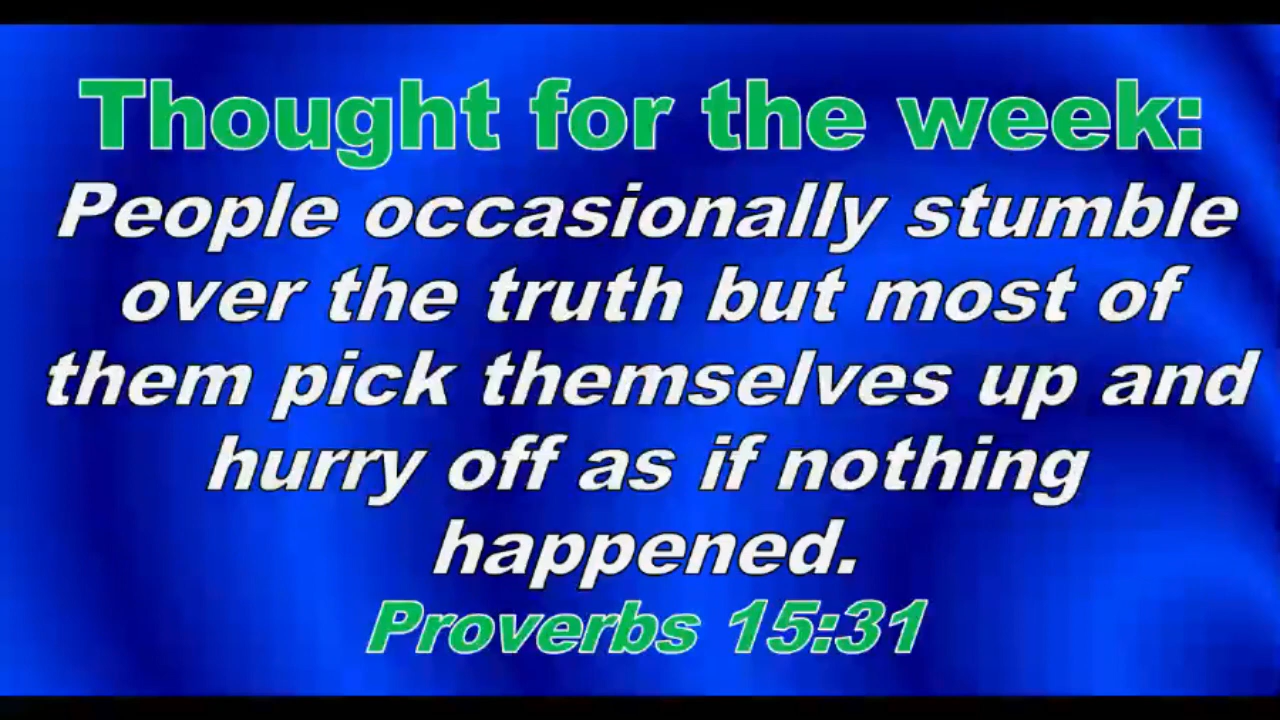 Thought for the week:
People occasionally stumble
over the truth but most of
them pick themselves up and
hurry off as if nothing
happened.
Proverbs 15:31